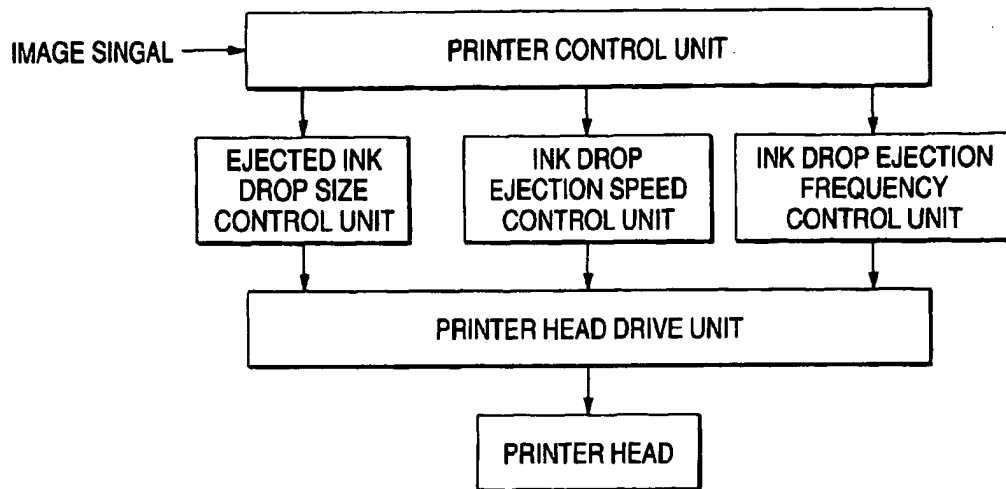 IMAGE SINGAL
PRINTER CONTROL UNIT
EJECTED INK
DROP SIZE
CONTROL UNIT
INK DROP
EJECTION SPEED
CONTROL UNIT
INK DROP EJECTION
FREQUENCY
CONTROL UNIT
PRINTER HEAD DRIVE UNIT
PRINTER HEAD